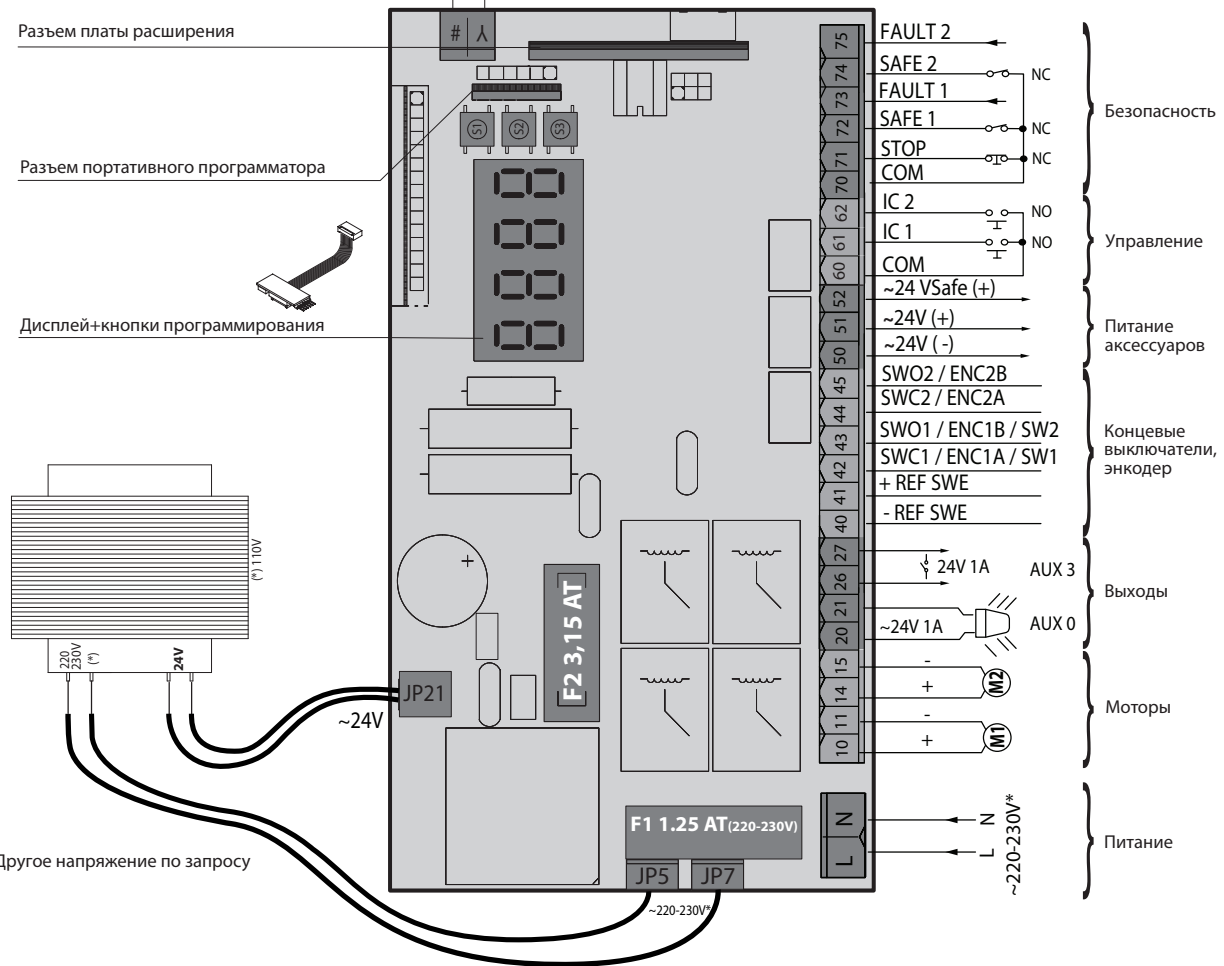 Разъем платы расширения
Разъем портативного программатора
Дисплей+кнопки программирования
# Y
S1 S2 S3
75 FAULT 2
74 SAFE 2 NC
73 FAULT 1
72 SAFE 1 NC
71 STOP NC
70 COM
Безопасность
62 IC 2 NO
61 IC 1 NO
60 COM
Управление
52 ~24 VSafe (+)
51 ~24V (+)
50 ~24V ( -)
Питание
аксессуаров
45 SWO2 / ENC2B
44 SWC2 / ENC2A
43 SWO1 / ENC1B / SW2
42 SWC1 / ENC1A / SW1
41 + REF SWE
40 - REF SWE
Концевые
выключатели,
энкодер
27
26
24V 1A AUX 3
21
20
~24V 1A AUX 0
Выходы
15 -
14 +
M2
11 -
10 +
M1
Моторы
N N
L L
~220-230V*
Питание
(*) 110V
220
230V
(*)
24V
~24V
JP21
+
F2 3,15 AT
F1 1.25 AT(220-230V)
JP5 JP7
~220-230V*
Другое напряжение по запросу